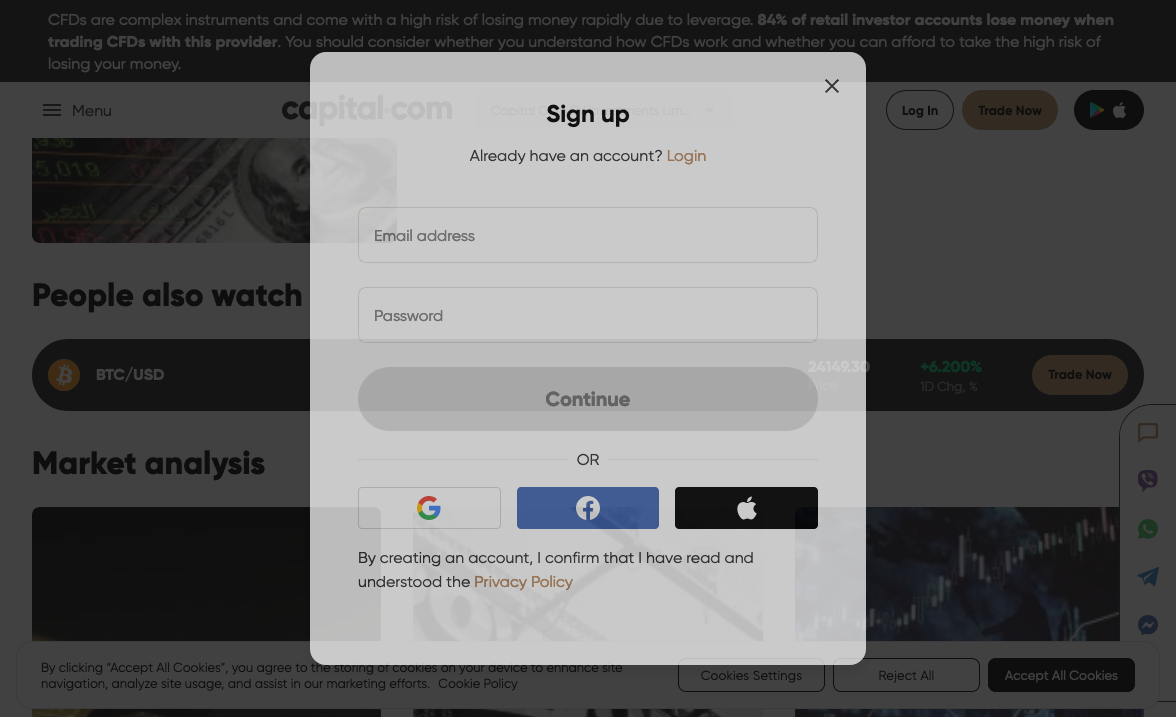 CFDs are complex instruments and come with a high risk of losing money rapidly due to leverage. 84% of retail investor accounts lose money when
trading CFDs with this provider. You should consider whether you understand how CFDs work and whether you can afford to take the high risk of
losing your money.
Menu
capital.com
Log In
Trade Now
Sign up
Already have an account? Login
Email address
Password
Continue
OR
By creating an account, I confirm that I have read and
understood the Privacy Policy
5,019
People also watch
BTC/USD
24149.30
Price
+6.200%
1D Chg, %
Trade Now
Market analysis
By clicking “Accept All Cookies”, you agree to the storing of cookies on your device to enhance site
navigation, analyze site usage, and assist in our marketing efforts. Cookie Policy
Cookies Settings
Reject All
Accept All Cookies